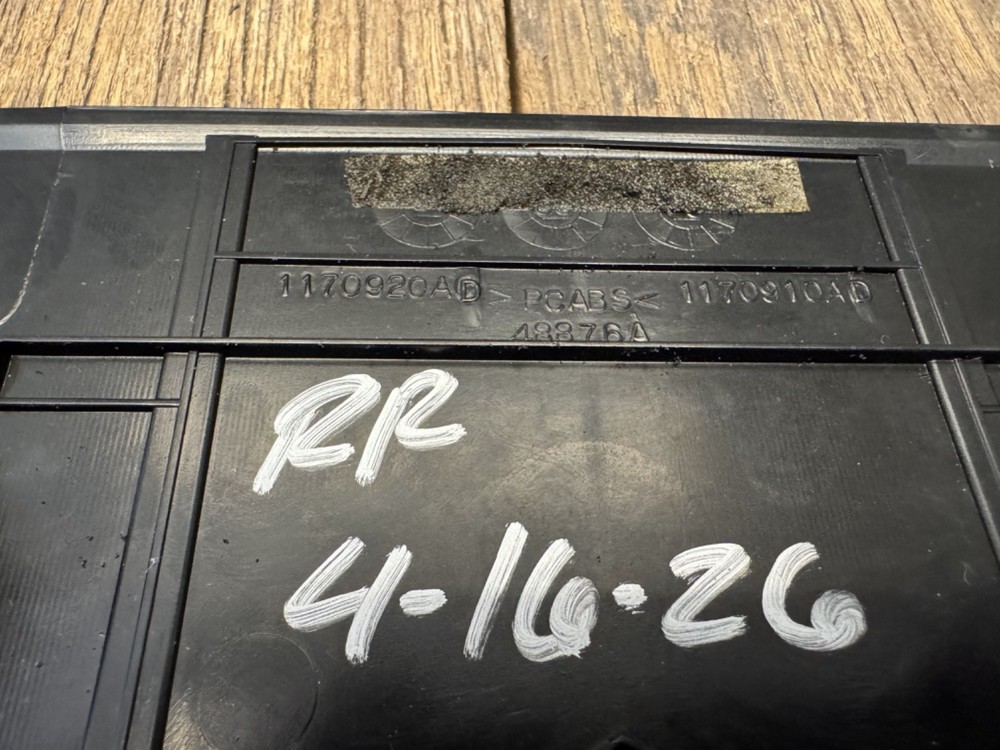 1170920AD >PCABS< 1170910AD
48876A
RR
4-16-26